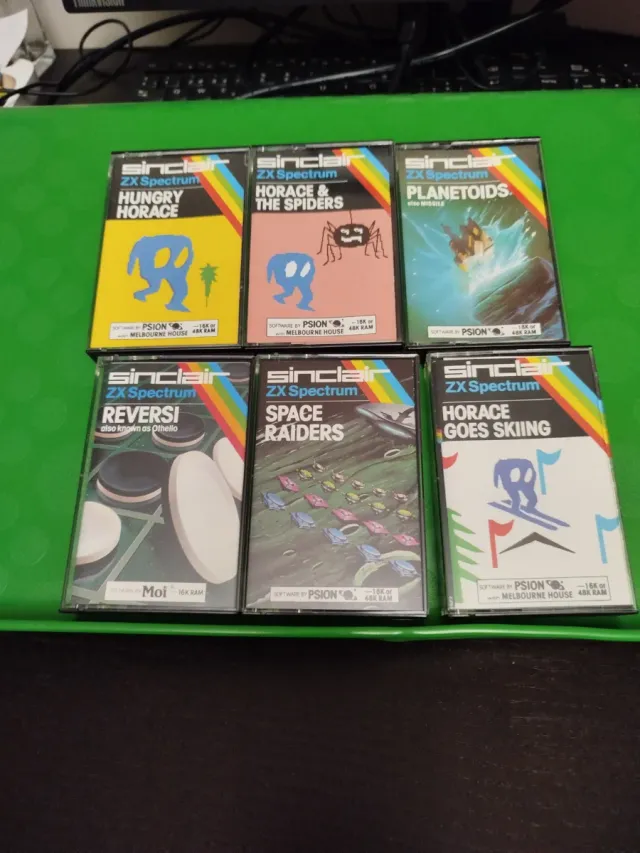 sinclair
ZX Spectrum
HUNGRY
HORACE
SOFTWARE BY PSION
with MELBOURNE HOUSE
16K or
48K RAM
sinclair
ZX Spectrum
HORACE &
THE SPIDERS
SOFTWARE BY PSION
with MELBOURNE HOUSE
16K or
48K RAM
sinclair
ZX Spectrum
PLANETOIDS
also MISSILE
SOFTWARE BY PSION
16K or
48K RAM
sinclair
ZX Spectrum
REVERSI
also known as Othello
Moi
16K RAM
sinclair
ZX Spectrum
SPACE
RAIDERS
SOFTWARE BY PSION
16K or
48K RAM
sinclair
ZX Spectrum
HORACE
GOES SKIING
SOFTWARE BY PSION
with MELBOURNE HOUSE
16K or
48K RAM